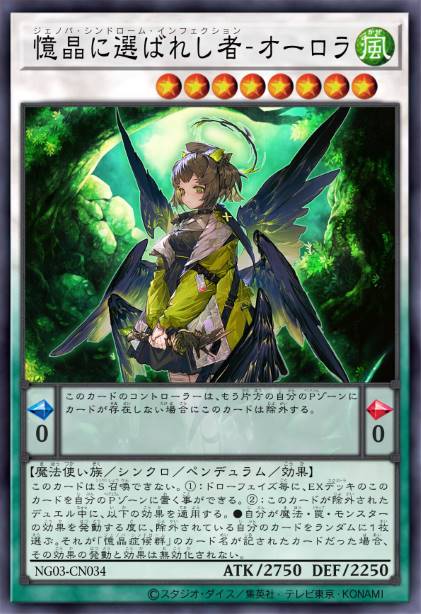 ジェノバ・シンドローム・インフェクション
憶晶に選ばれし者-オーロラ
風
このカードのコントローラーは、もう片方の自分のPゾーンに
カードが存在しない場合にこのカードは除外する。
0
0
【魔法使い族／シンクロ／ペンデュラム／効果】
このカードはS召喚できない。①：ドローフェイズ毎に、EXデッキのこの
カードを自分のPゾーンに置く事ができる。②：このカードが除外された
デュエル中に、以下の効果を適用する。●自分が魔法・罠・モンスター
の効果を発動する度に、除外されている自分のカードをランダムに1枚
選ぶ。それが「憶晶症候群」のカード名が記されたカードだった場合、
その効果の発動と効果は無効化されない。
NG03-CN034
ATK/2750 DEF/2250
©スタジオ・ダイス／集英社・テレビ東京・KONAMI